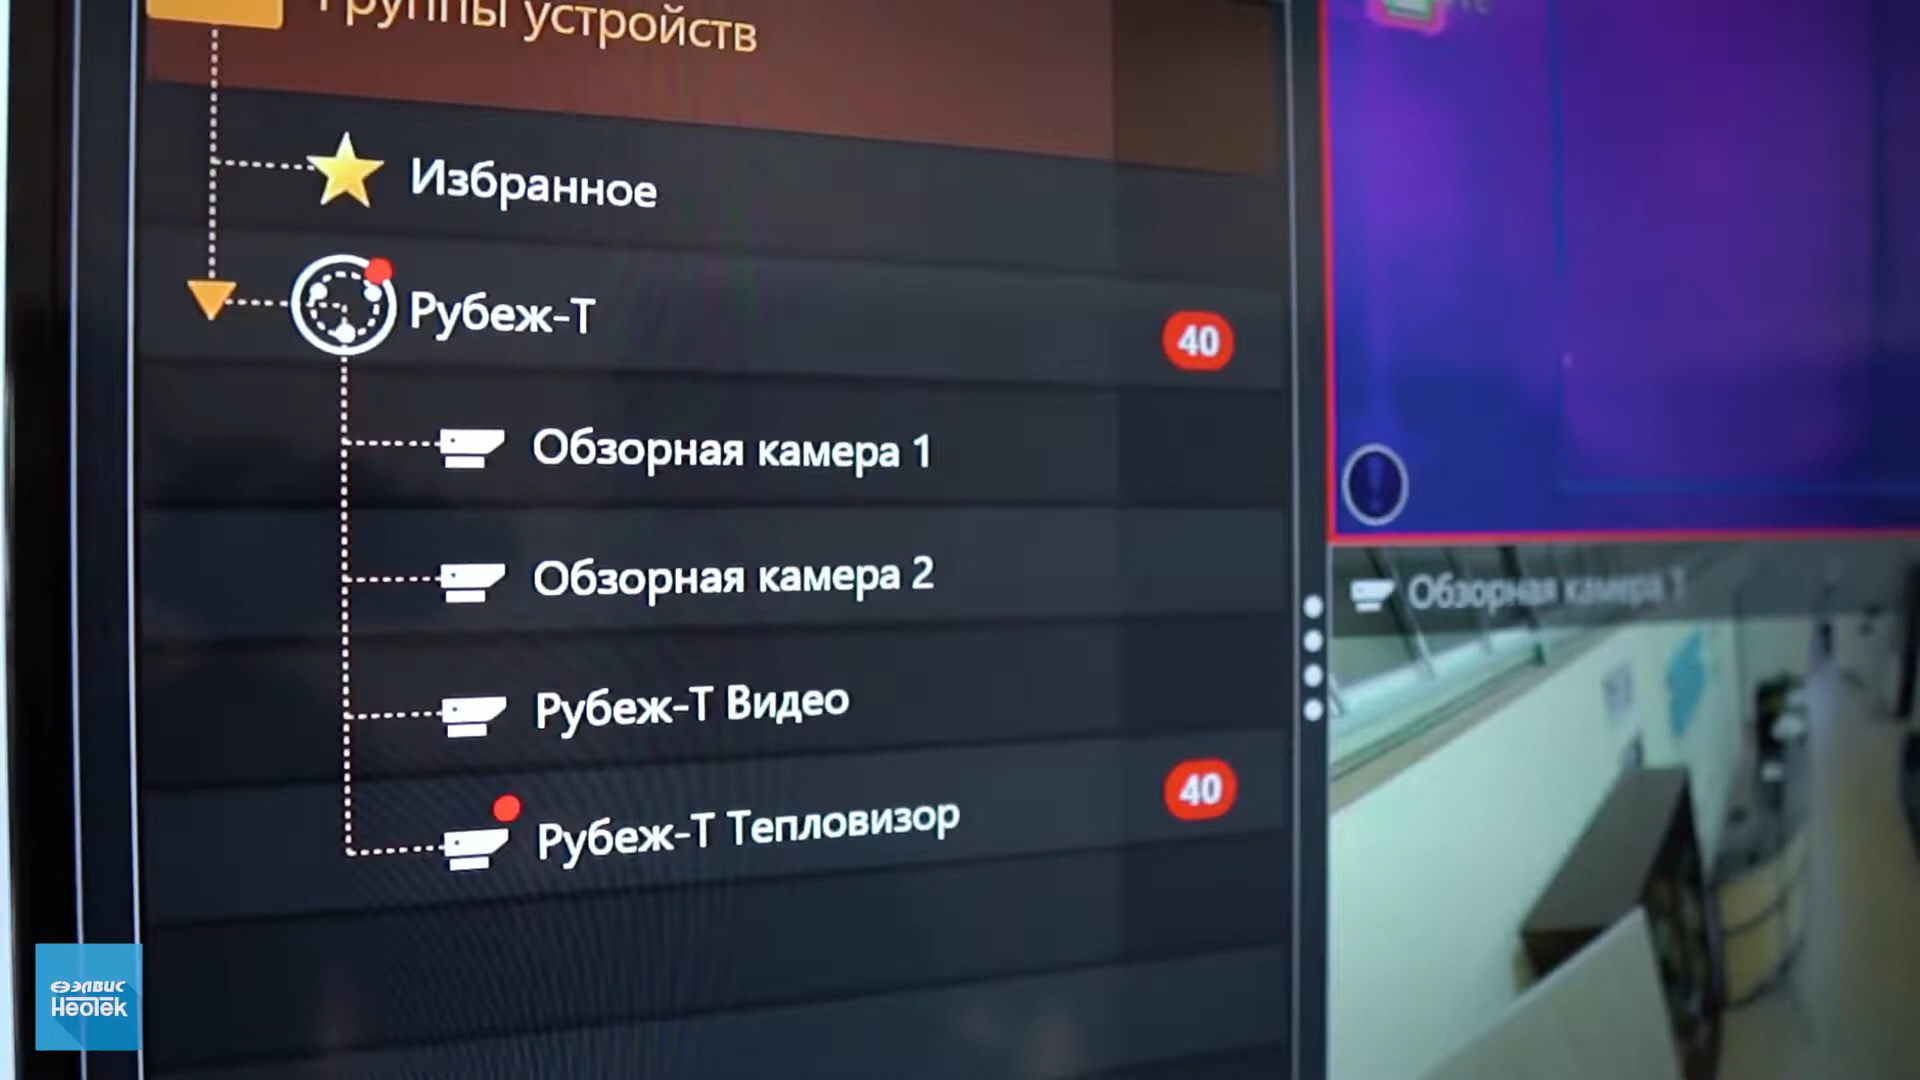 Группы устройств
Избранное
Рубеж-Т
40
Обзорная камера 1
Обзорная камера 2
Рубеж-Т Видео
Рубеж-Т Тепловизор
40
Обзорная камера 1
ЭЛВИС
НеоТек